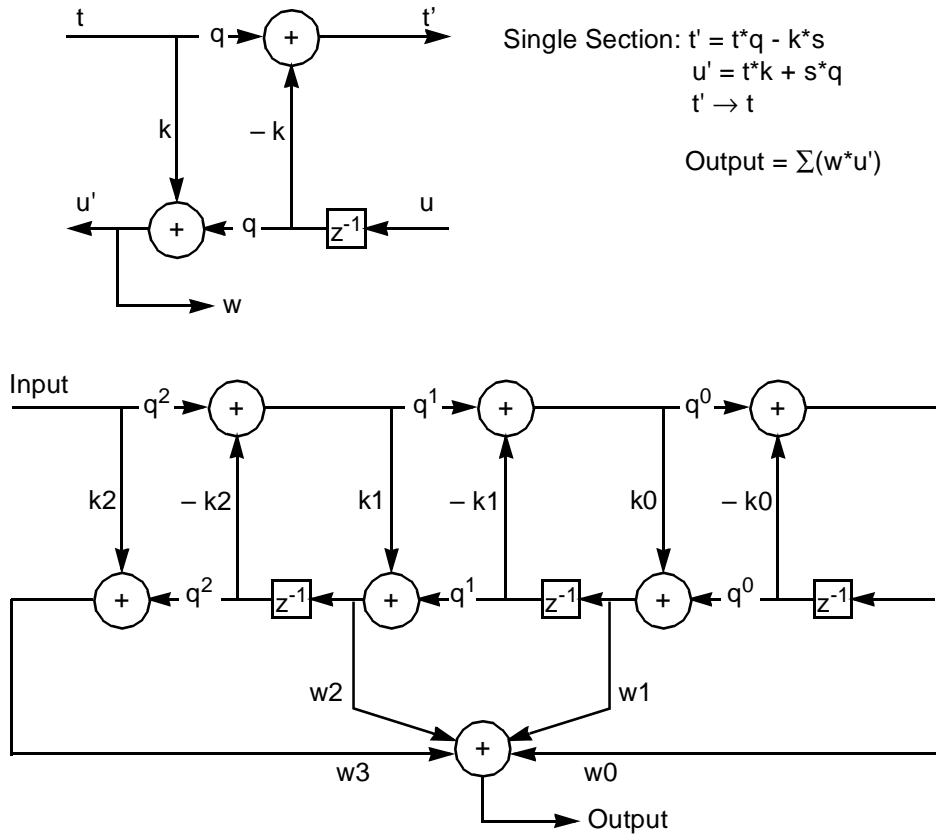 t q + t'
Single Section: t' = t*q - k*s
u' = t*k + s*q
t' → t
k – k
Output = Σ(w*u')
u' + q z⁻¹ u
w
Input
q² + q¹ + q⁰ +
k2 – k2 k1 – k1 k0 – k0
+ q² z⁻¹ + q¹ z⁻¹ + q⁰ z⁻¹
w2 w1
+
w3 w0
Output